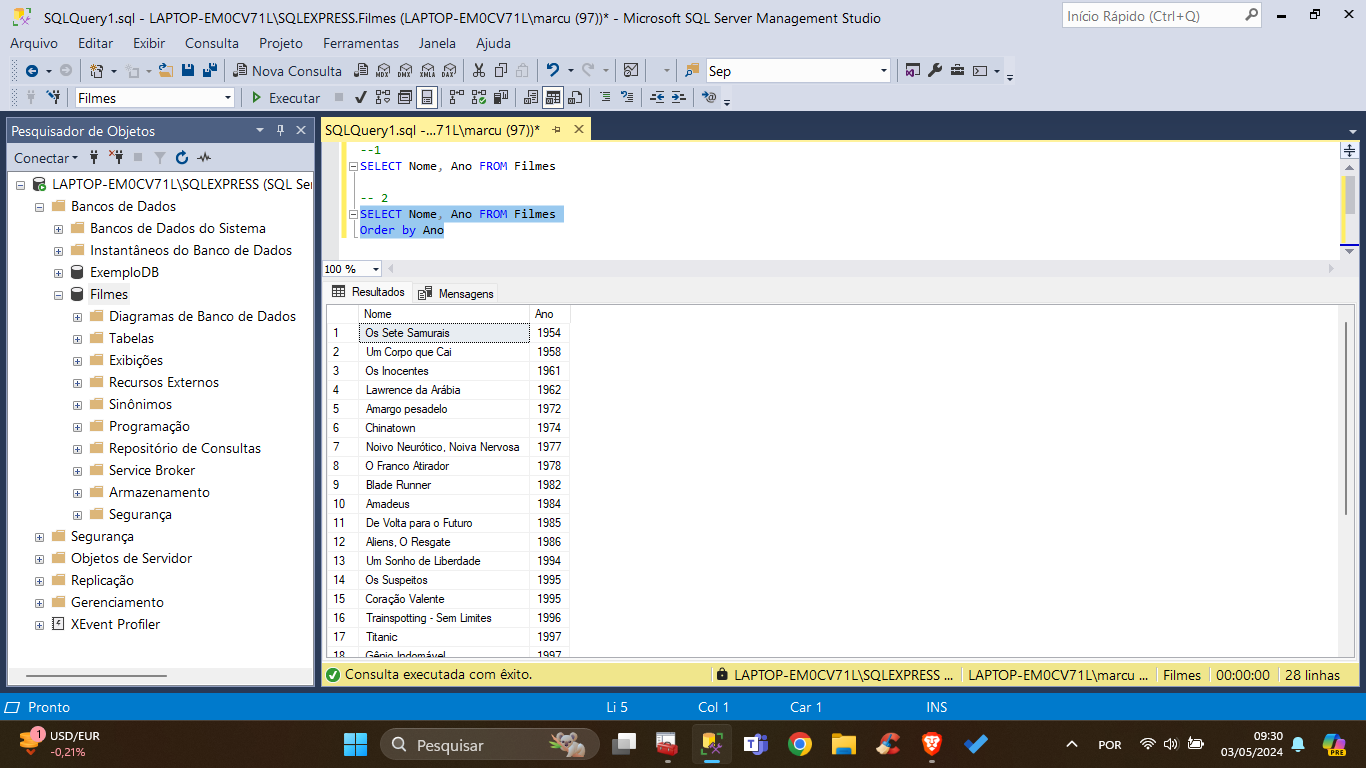 SQLQuery1.sql - LAPTOP-EM0CV71L\SQLEXPRESS.Filmes (LAPTOP-EM0CV71L\marcu (97))* - Microsoft SQL Server Management Studio
Início Rápido (Ctrl+Q)
Arquivo Editar Exibir Consulta Projeto Ferramentas Janela Ajuda
Nova Consulta MDX DMX XMLA DAX Sep
Filmes Executar
Pesquisador de Objetos
Conectar
LAPTOP-EM0CV71L\SQLEXPRESS (SQL Ser
Bancos de Dados
Bancos de Dados do Sistema
Instantâneos do Banco de Dados
ExemploDB
Filmes
Diagramas de Banco de Dados
Tabelas
Exibições
Recursos Externos
Sinônimos
Programação
Repositório de Consultas
Service Broker
Armazenamento
Segurança
Segurança
Objetos de Servidor
Replicação
Gerenciamento
XEvent Profiler
SQLQuery1.sql -...71L\marcu (97))*
--1
SELECT Nome, Ano FROM Filmes
-- 2
SELECT Nome, Ano FROM Filmes
Order by Ano
100 %
Resultados Mensagens
Nome Ano
1 Os Sete Samurais 1954
2 Um Corpo que Cai 1958
3 Os Inocentes 1961
4 Lawrence da Arábia 1962
5 Amargo pesadelo 1972
6 Chinatown 1974
7 Noivo Neurótico, Noiva Nervosa 1977
8 O Franco Atirador 1978
9 Blade Runner 1982
10 Amadeus 1984
11 De Volta para o Futuro 1985
12 Aliens, O Resgate 1986
13 Um Sonho de Liberdade 1994
14 Os Suspeitos 1995
15 Coração Valente 1995
16 Trainspotting - Sem Limites 1996
17 Titanic 1997
18 Gênio Indomável 1997
Consulta executada com êxito. LAPTOP-EM0CV71L\SQLEXPRESS ... LAPTOP-EM0CV71L\marcu ... Filmes 00:00:00 28 linhas
Pronto Li 5 Col 1 Car 1 INS
1 USD/EUR
-0,21%
Pesquisar
POR
09:30
03/05/2024
PRE